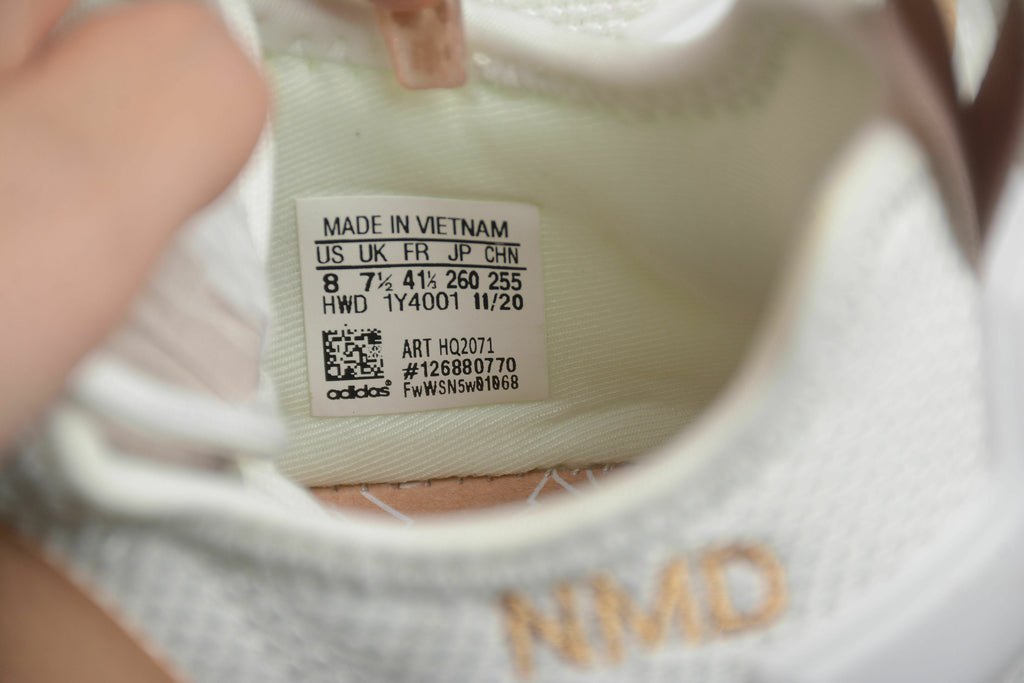 MADE IN VIETNAM
US UK FR JP CHN
8 7½ 41½ 260 255
HWD 1Y4001 11/20
ART HQ2071
#126880770
adidas® FwWSN5w01068
NMD